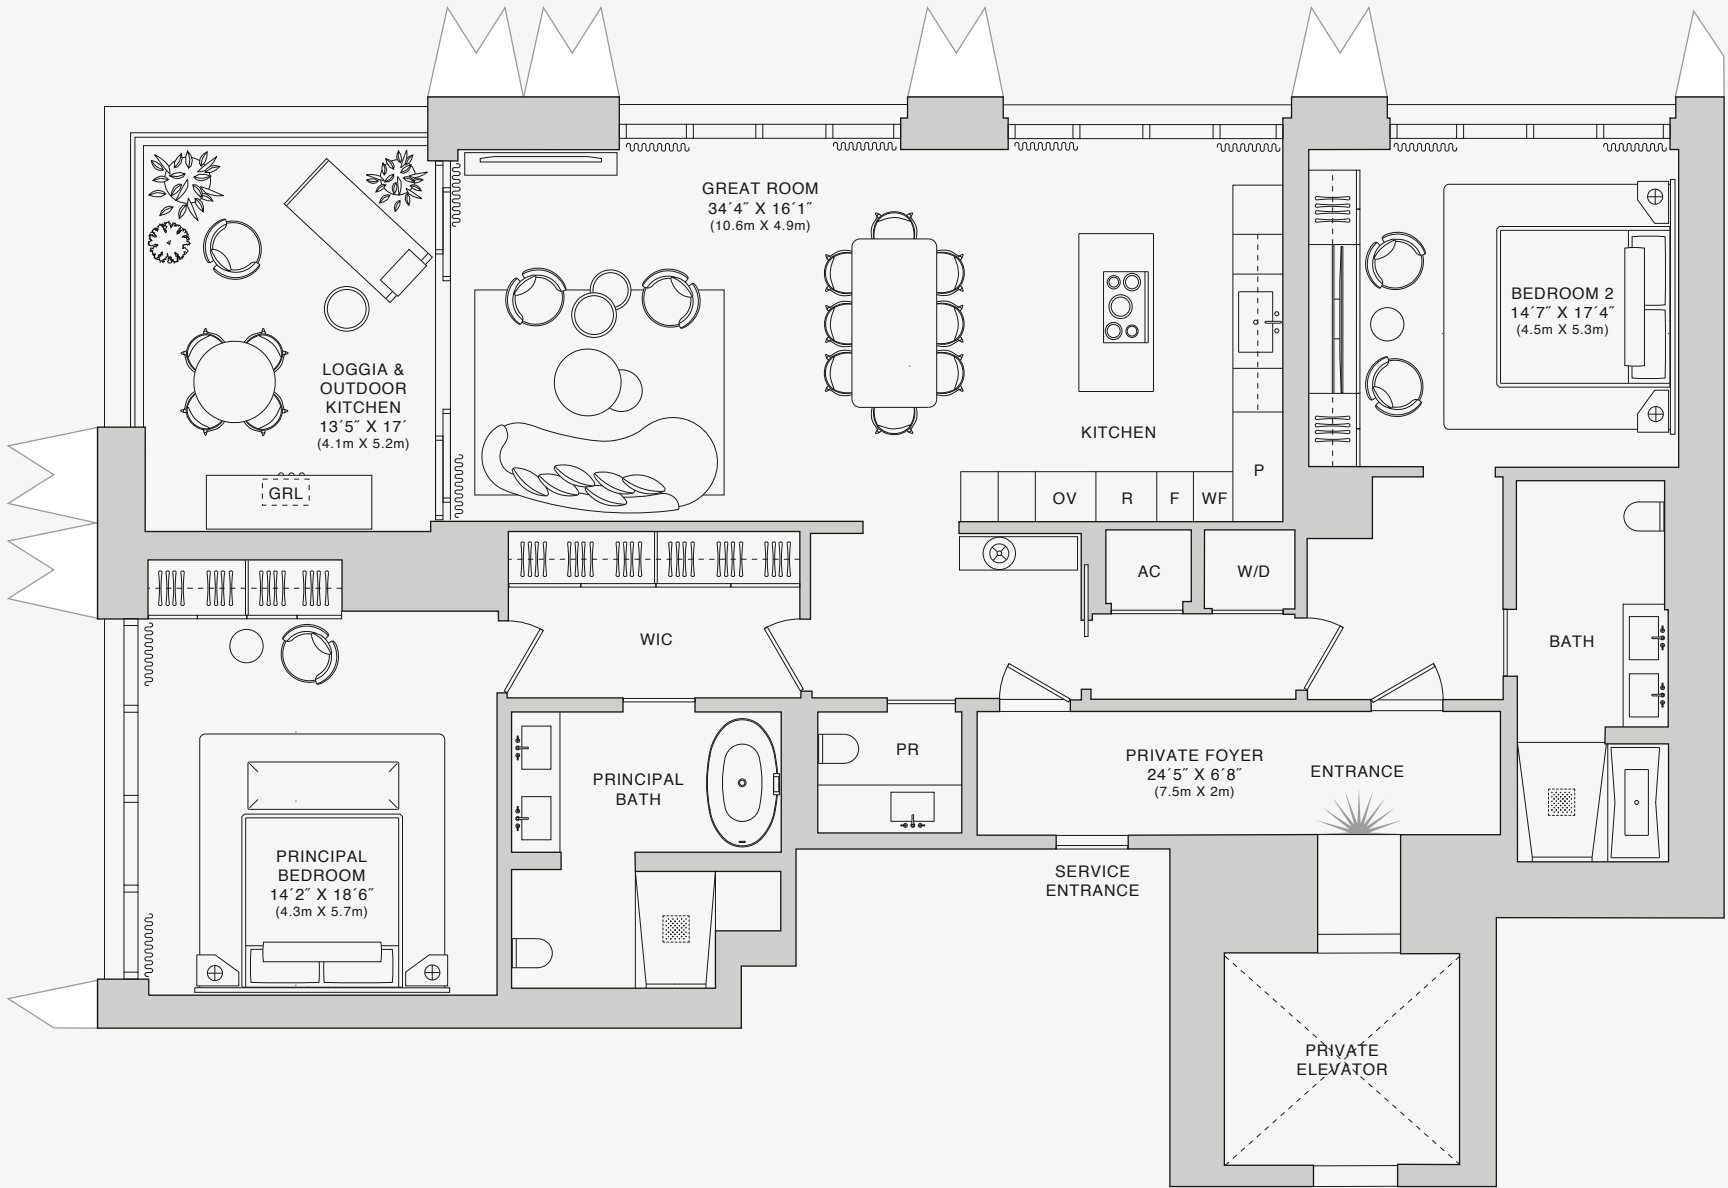 GREAT ROOM
34´4˝ X 16´1˝
(10.6m X 4.9m)
BEDROOM 2
14´7˝ X 17´4˝
(4.5m X 5.3m)
LOGGIA &
OUTDOOR
KITCHEN
13´5˝ X 17´
(4.1m X 5.2m)
KITCHEN
GRL
OV
R
F
WF
P
AC
W/D
WIC
BATH
PR
PRIVATE FOYER
24´5˝ X 6´8˝
(7.5m X 2m)
ENTRANCE
PRINCIPAL
BATH
PRINCIPAL
BEDROOM
14´2˝ X 18´6˝
(4.3m X 5.7m)
SERVICE
ENTRANCE
PRIVATE
ELEVATOR